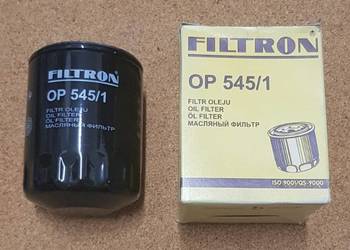 FILTRON
OP 545/1
FILTR OLEJU
OIL FILTER
ÖL FILTER
МАСЛЯНЫЙ ФИЛЬТР
FILTRON
OP 545/1
FILTR OLEJU
OIL FILTER
ÖL FILTER
МАСЛЯНЫЙ ФИЛЬТР
ISO 9001/QS-9000